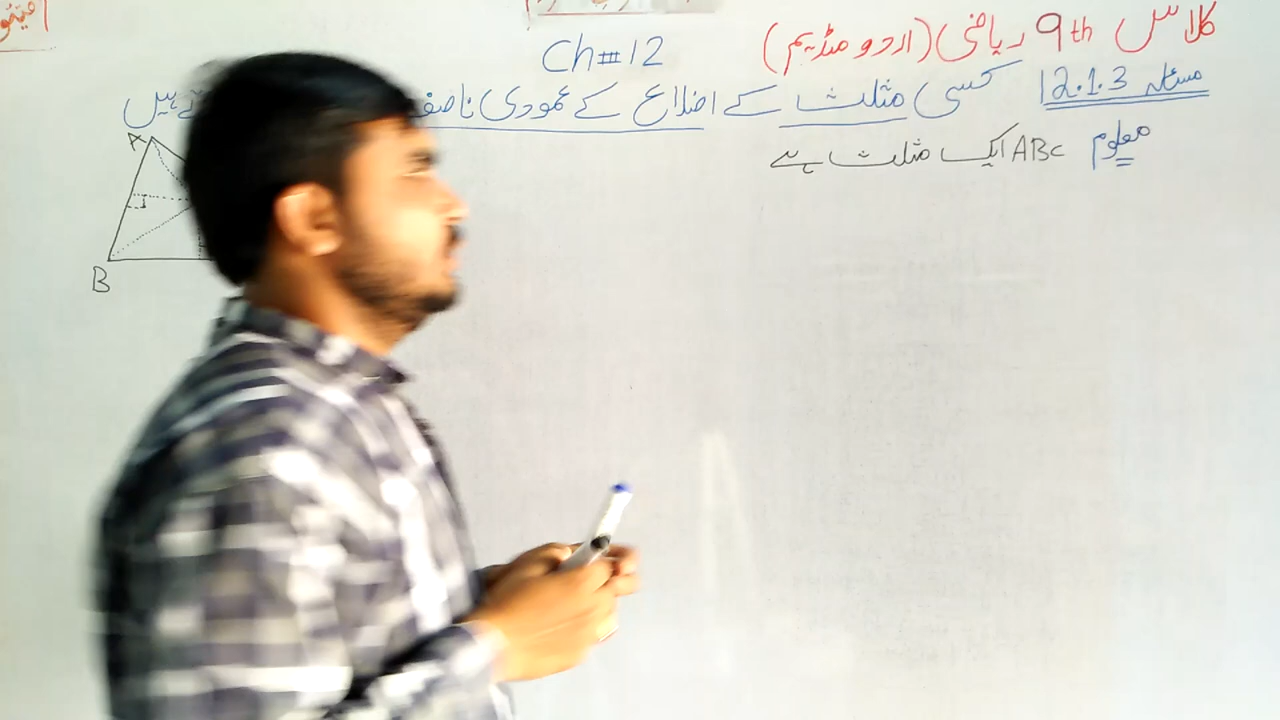 کلاس 9th ریاضی (اردو میڈیم)
Ch#12
مسئلہ 12.1.3 کسی مثلث کے اضلاع کے عمودی ہیں
معلوم ABC ایک مثلث ہے
A
I
B